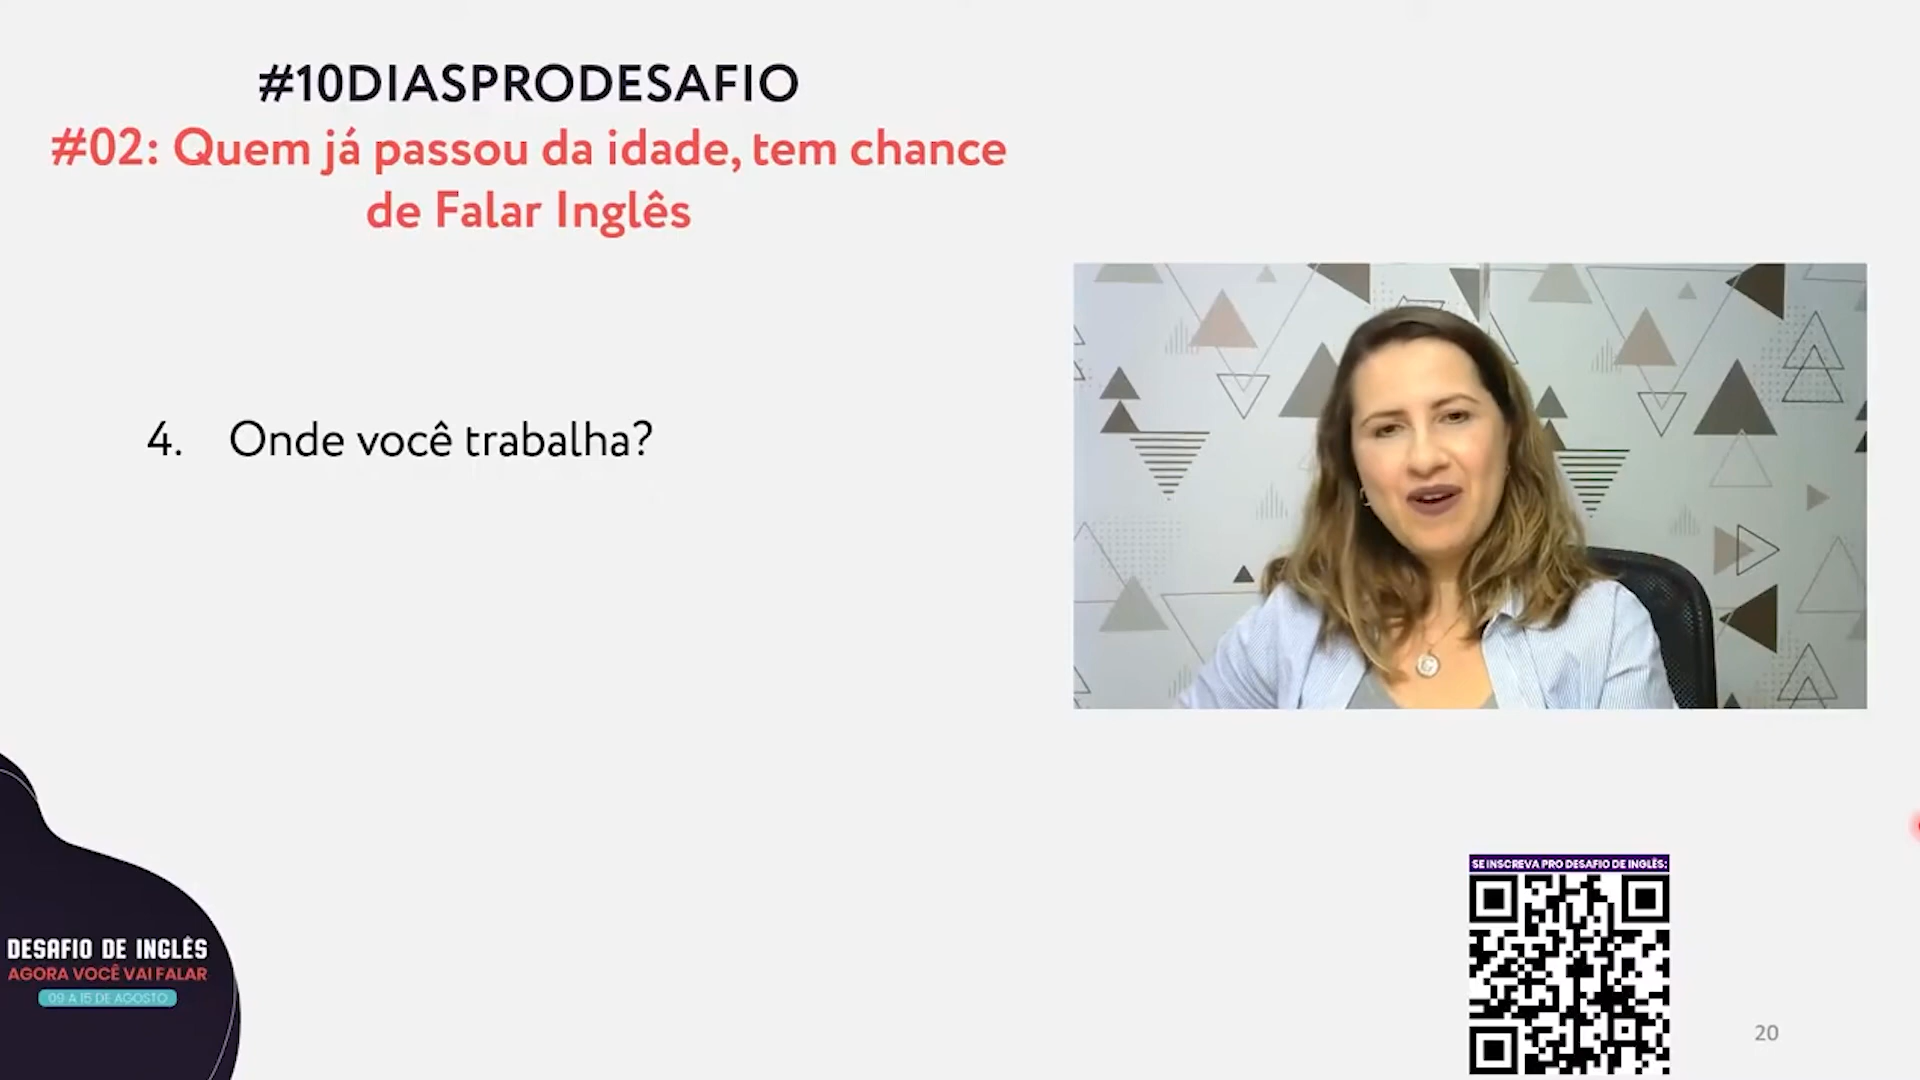 #10DIASPRODESAFIO
#02: Quem já passou da idade, tem chance
de Falar Inglês
4. Onde você trabalha?
DESAFIO DE INGLÊS
AGORA VOCÊ VAI FALAR
09 A 15 DE AGOSTO
SE INSCREVA PRO DESAFIO DE INGLÊS:
20